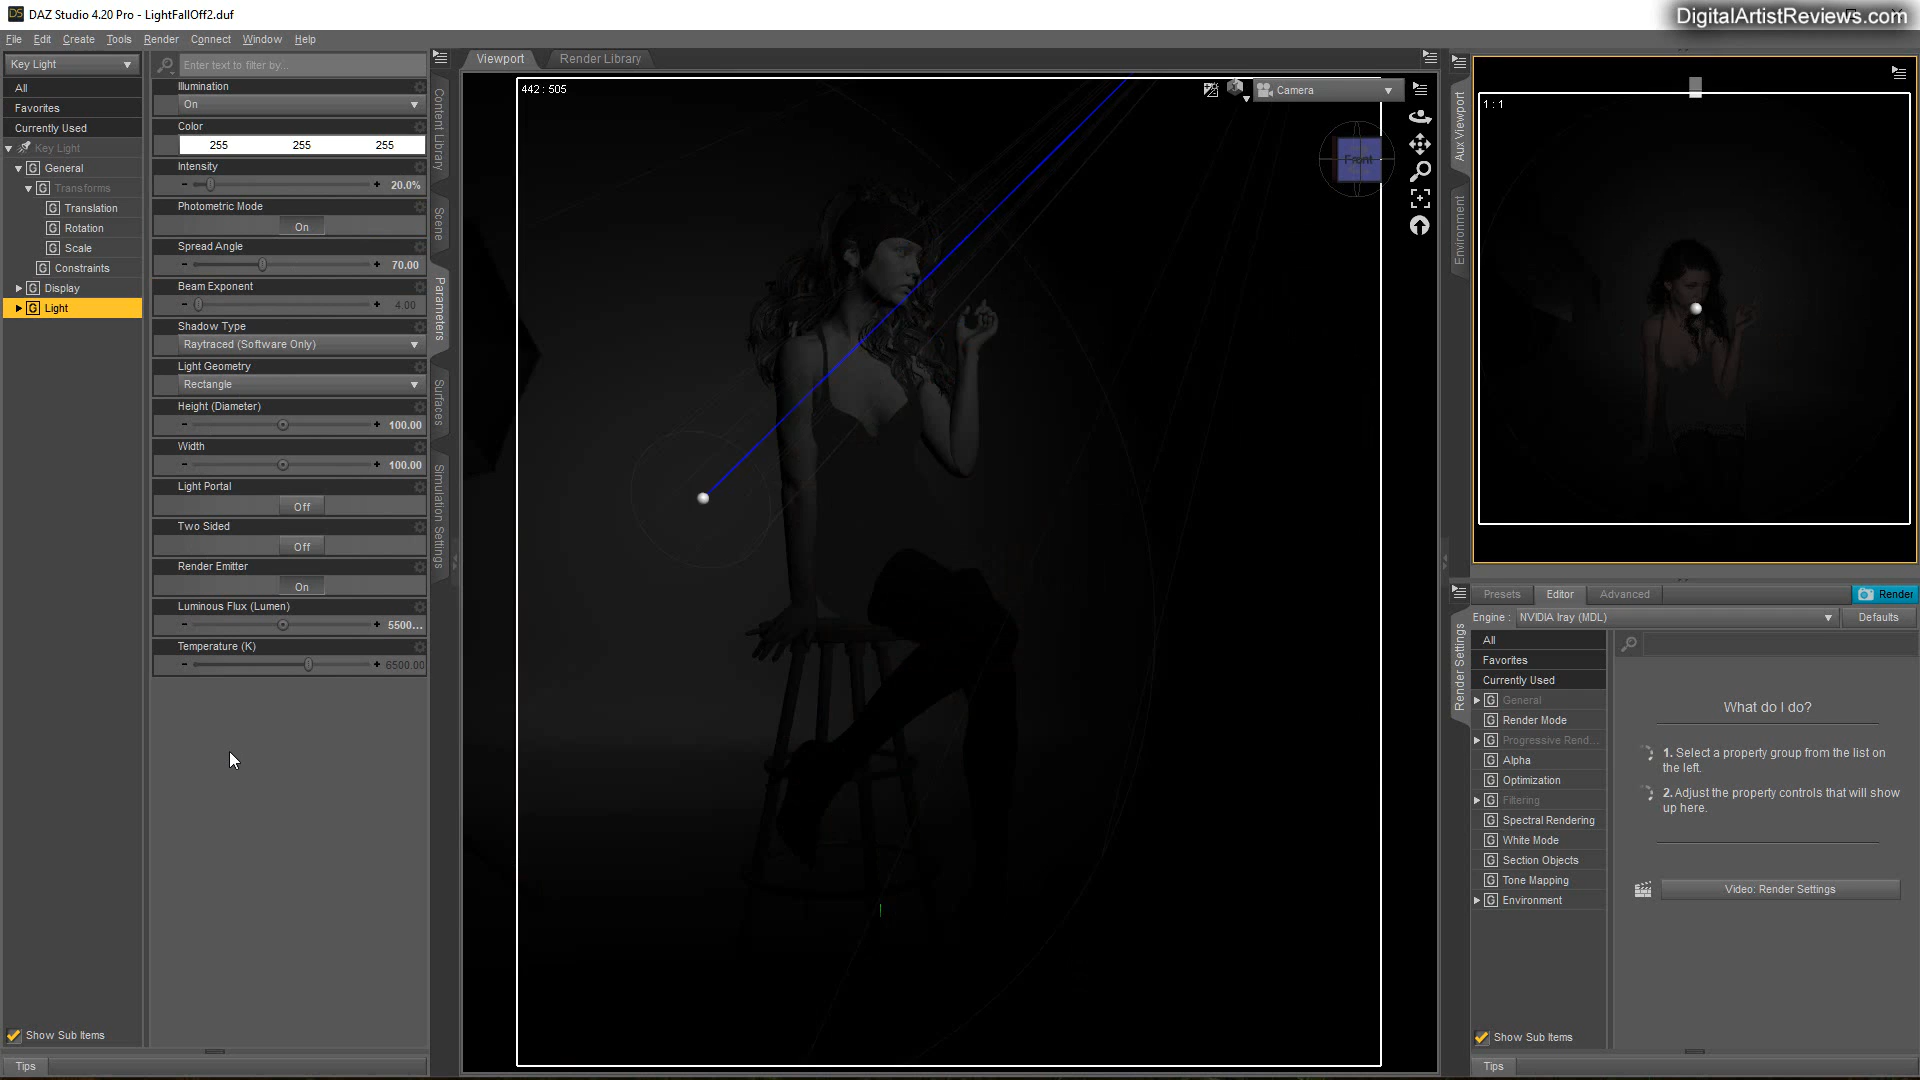 DAZ Studio 4.20 Pro - LightFallOff2.duf
DigitalArtistReviews.com
File Edit Create Tools Render Connect Window Help
Key Light
Enter text to filter by...
All
Favorites
Currently Used
Key Light
General
Transforms
Translation
Rotation
Scale
Constraints
Display
Light
Show Sub Items
Tips
Illumination
On
Color
255 255 255
Intensity
20.0%
Photometric Mode
On
Spread Angle
70.00
Beam Exponent
4.00
Shadow Type
Raytraced (Software Only)
Light Geometry
Rectangle
Height (Diameter)
100.00
Width
100.00
Light Portal
Off
Two Sided
Off
Render Emitter
On
Luminous Flux (Lumen)
5500...
Temperature (K)
6500.00
Content Library
Scene
Parameters
Surfaces
Simulation Settings
Viewport Render Library
442 : 505
Camera
Front
Aux Viewport
Environment
1 : 1
Render Settings
Presets Editor Advanced Render
Engine : NVIDIA Iray (MDL) Defaults
All
Favorites
Currently Used
General
Render Mode
Progressive Rend...
Alpha
Optimization
Filtering
Spectral Rendering
White Mode
Section Objects
Tone Mapping
Environment
What do I do?
1. Select a property group from the list on
the left.
2. Adjust the property controls that will show
up here.
Video: Render Settings
Show Sub Items
Tips